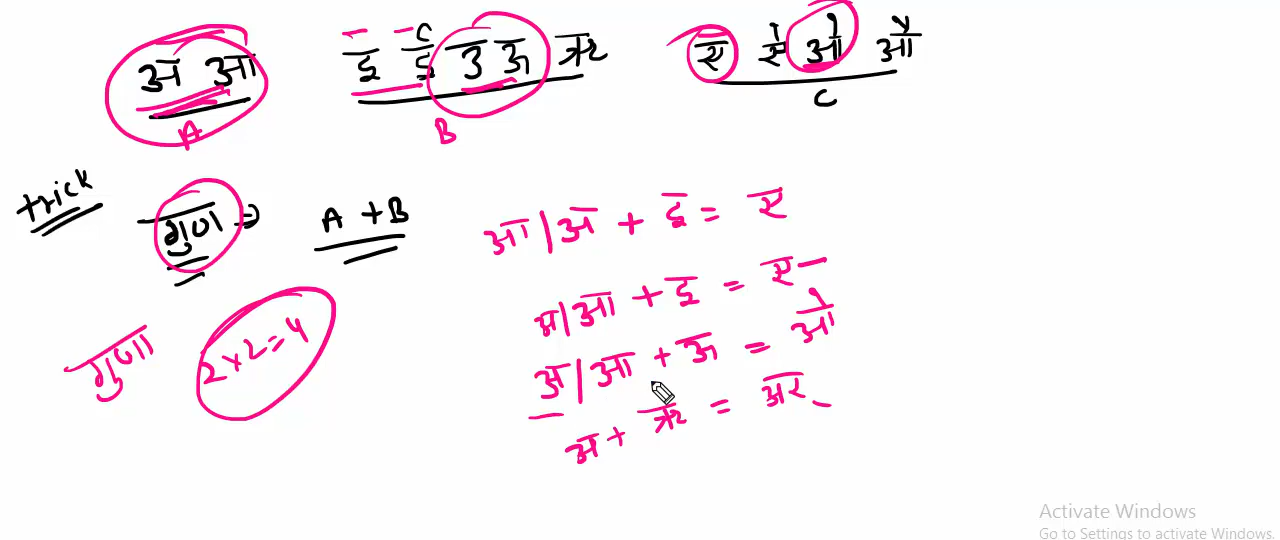 अ आ इ ई उ ऊ ऋ ए ऐ ओ औ
A B C
trick गुण ⇒ A + B आ/अ + इ = ए
गुणा 2 × 2 = 4 अ/आ + ई = ए
अ/आ + ऊ = ओ
अ + ऋ = अर
Activate Windows
Go to Settings to activate Windows.